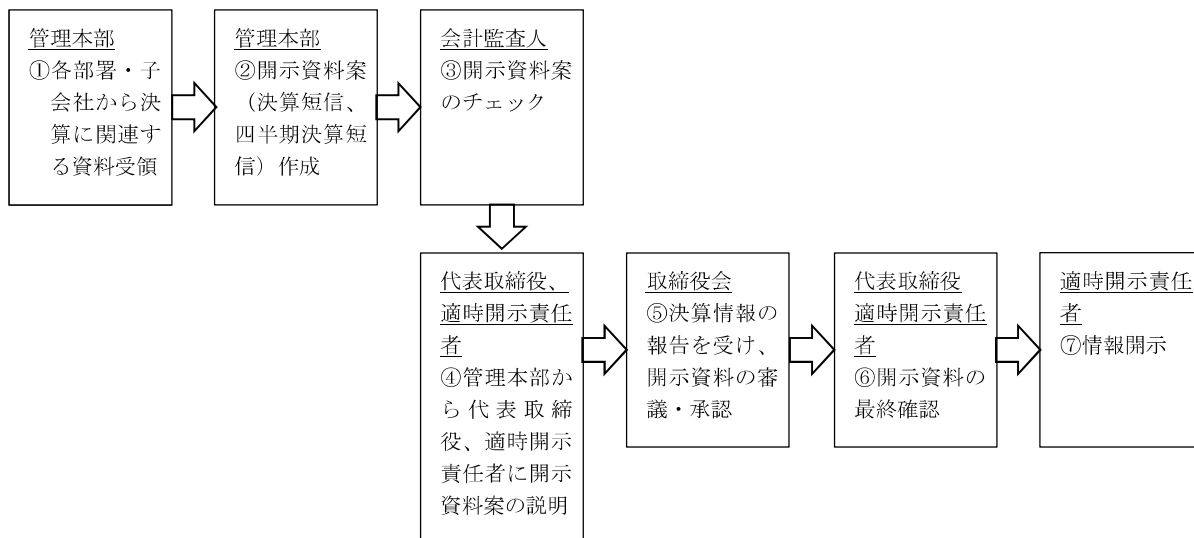 管理本部
①各部署・子
会社から決
算に関連す
る資料受領
管理本部
②開示資料案
（決算短信、
四半期決算短
信）作成
会計監査人
③開示資料案
のチェック
代表取締役、
適時開示責任
者
④管理本部か
ら代表取締
役、適時開示
責任者に開示
資料案の説明
取締役会
⑤決算情報の
報告を受け、
開示資料の審
議・承認
代表取締役
適時開示責任
者
⑥開示資料の
最終確認
適時開示責任
者
⑦情報開示